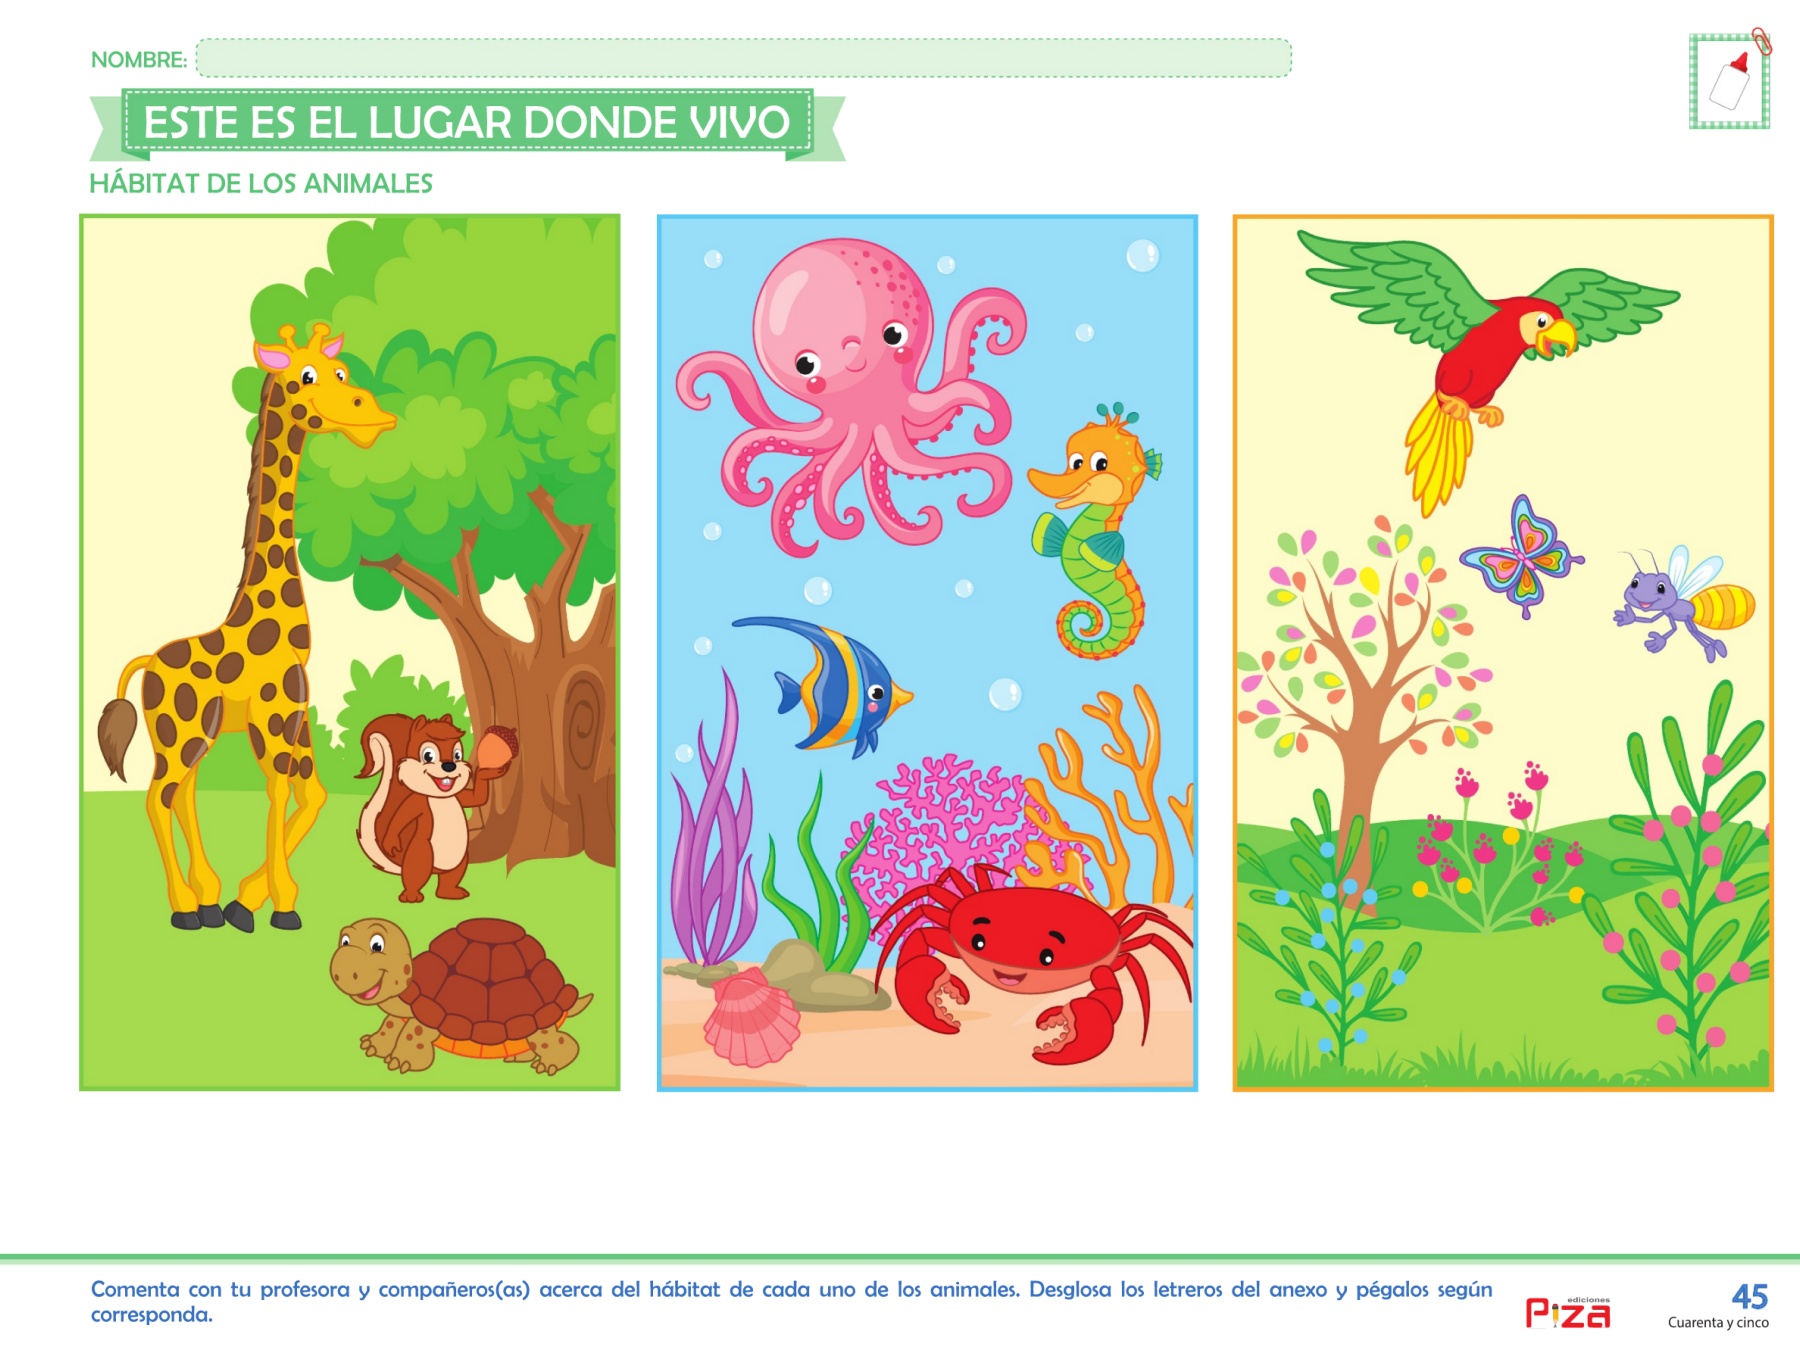 NOMBRE:
ESTE ES EL LUGAR DONDE VIVO
HÁBITAT DE LOS ANIMALES
Comenta con tu profesora y compañeros(as) acerca del hábitat de cada uno de los animales. Desglosa los letreros del anexo y pégalos según
corresponda.
ediciones
Piza
45
Cuarenta y cinco